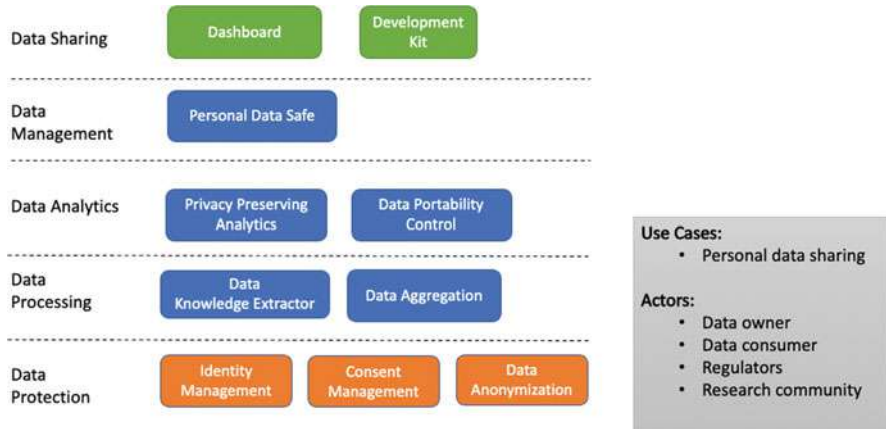 Data Sharing
Dashboard
Development
Kit
Data
Management
Personal Data Safe
Data Analytics
Privacy Preserving
Analytics
Data Portability
Control
Data
Processing
Data
Knowledge Extractor
Data Aggregation
Data
Protection
Identity
Management
Consent
Management
Data
Anonymization
Use Cases:
• Personal data sharing
Actors:
• Data owner
• Data consumer
• Regulators
• Research community